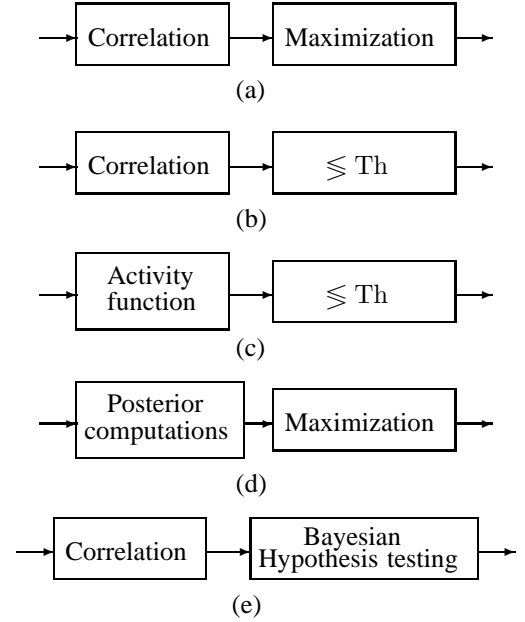 Correlation Maximization
(a)
Correlation ≶ Th
(b)
Activity
function ≶ Th
(c)
Posterior
computations Maximization
(d)
Correlation Bayesian
Hypothesis testing
(e)